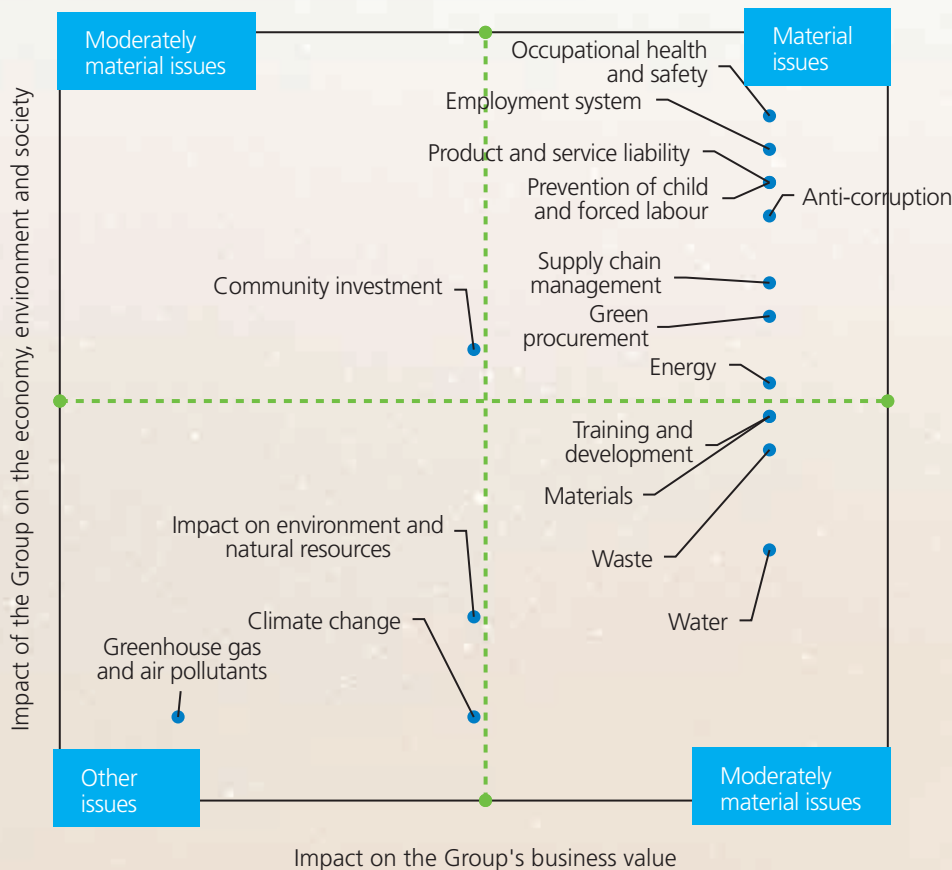 Moderately
material issues
Material
issues
Occupational health
and safety
Employment system
Product and service liability
Prevention of child
and forced labour
Anti-corruption
Supply chain
management
Community investment
Green
procurement
Energy
Training and
development
Materials
Impact on environment and
natural resources
Waste
Climate change
Water
Greenhouse gas
and air pollutants
Other
issues
Moderately
material issues
Impact of the Group on the economy, environment and society
Impact on the Group's business value